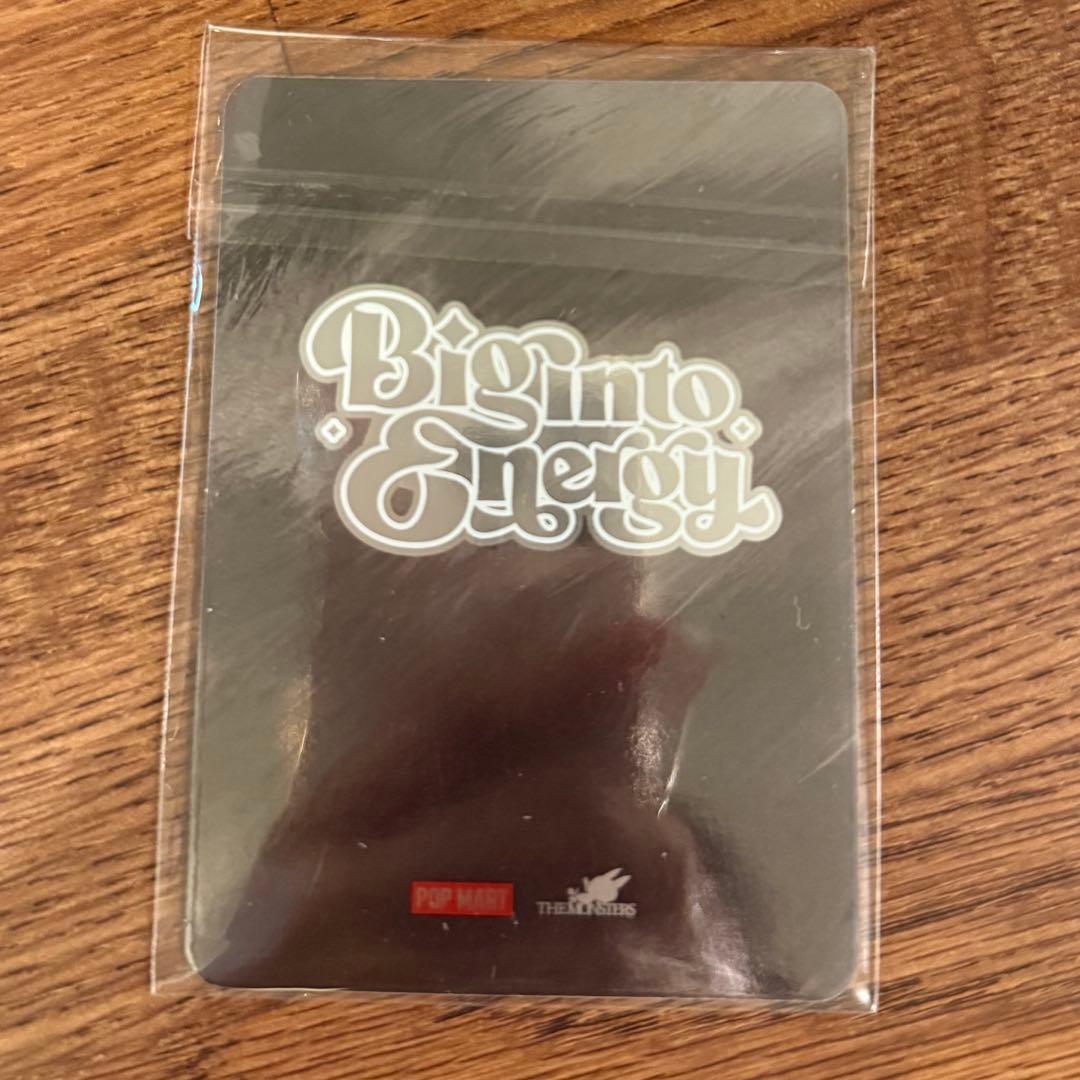 Big into
Energy
POP MART
THE MONSTERS